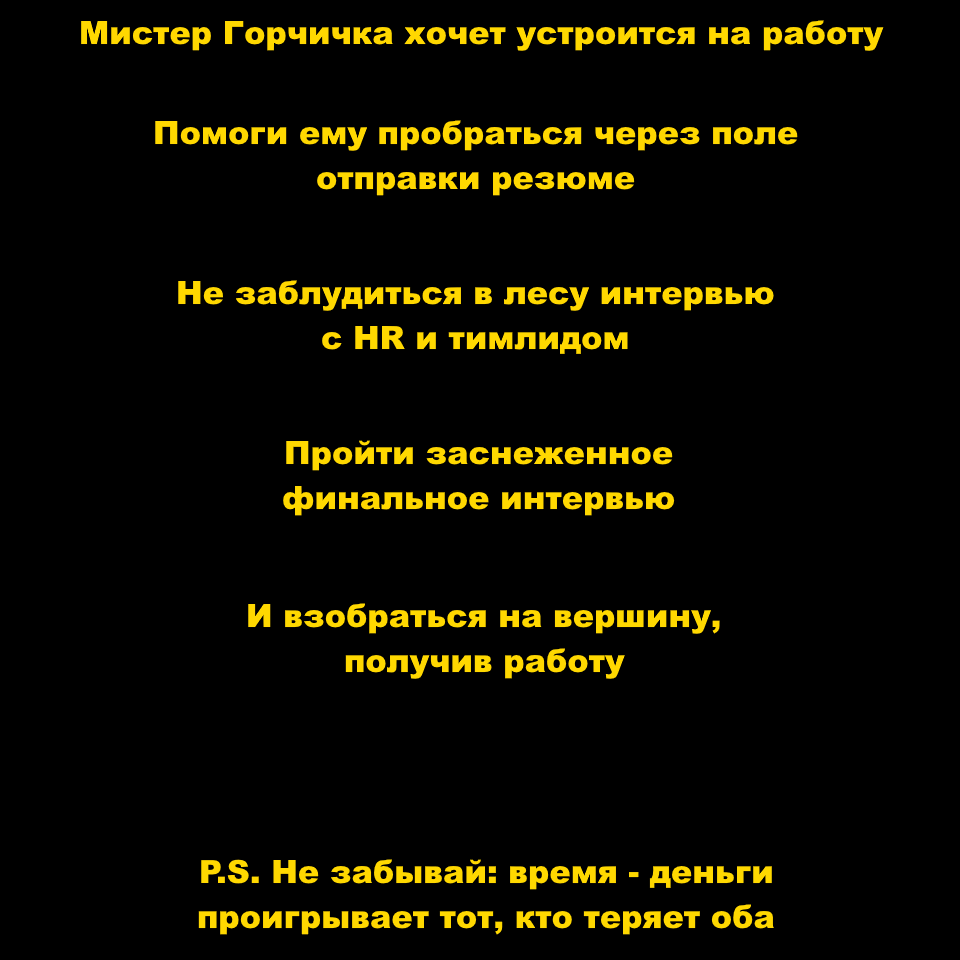 Мистер Горчичка хочет устроится на работу
Помоги ему пробраться через поле
отправки резюме
Не заблудиться в лесу интервью
с HR и тимлидом
Пройти заснеженное
финальное интервью
И взобраться на вершину,
получив работу
P.S. Не забывай: время - деньги
проигрывает тот, кто теряет оба